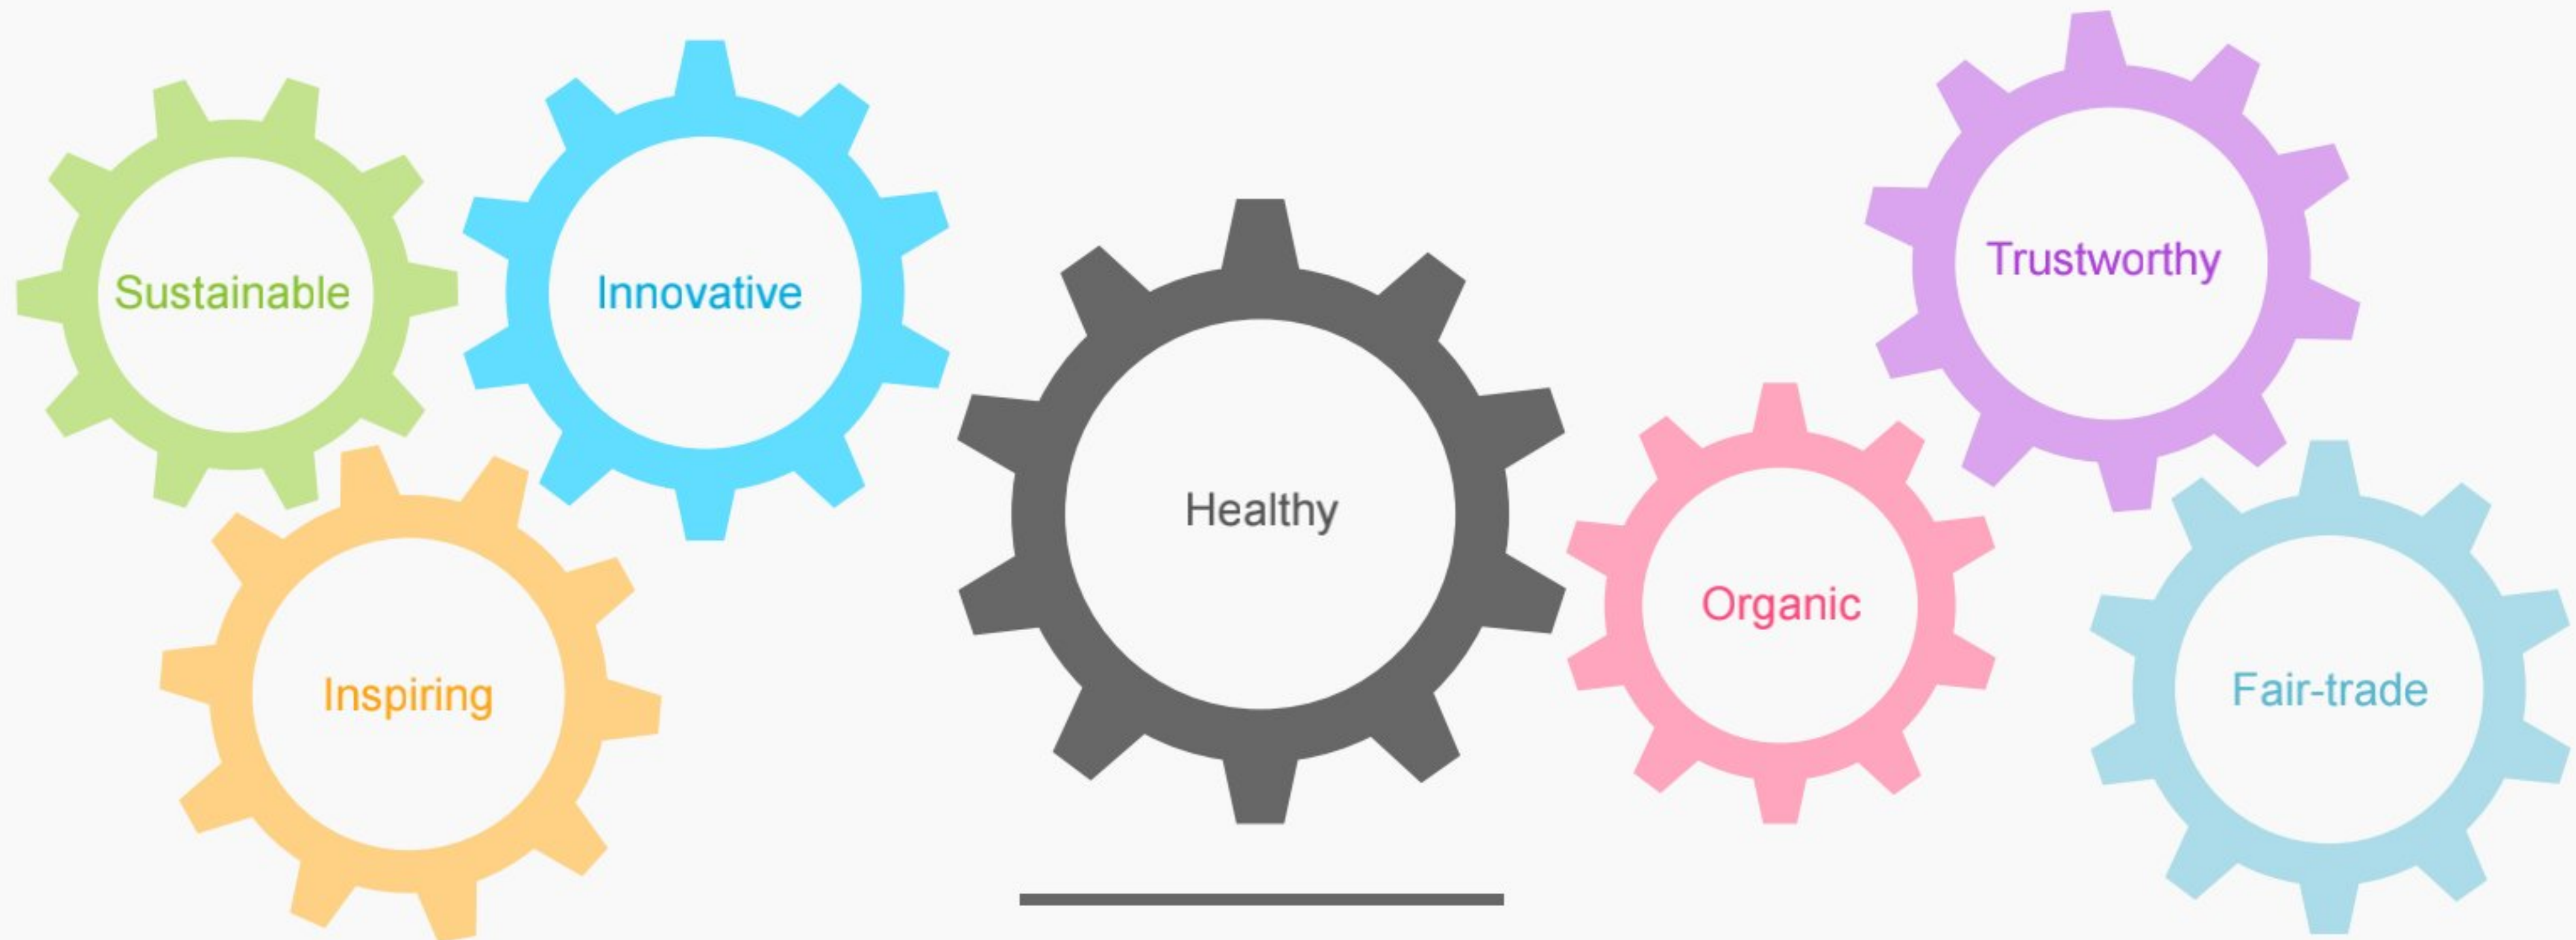 Sustainable
Innovative
Inspiring
Healthy
Organic
Trustworthy
Fair-trade